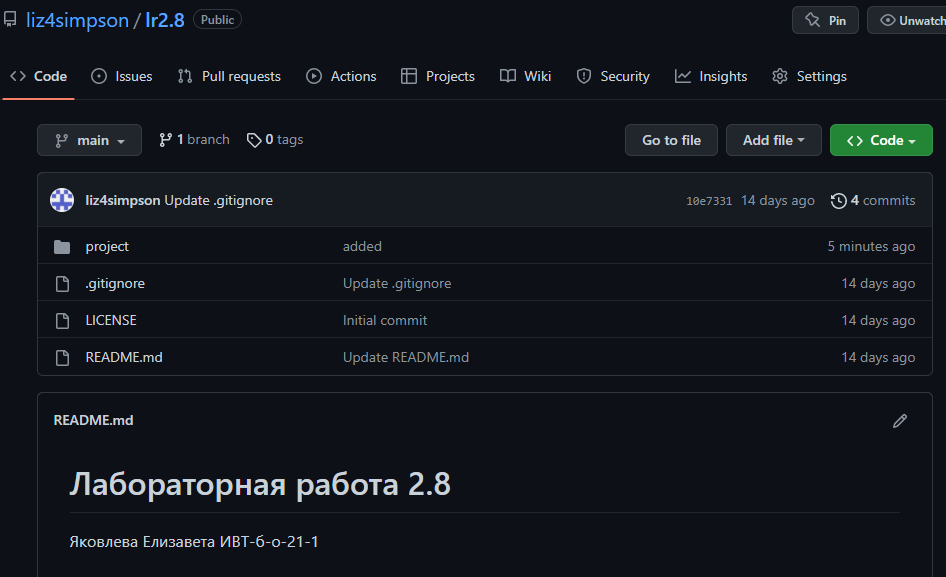 liz4simpson / lr2.8 Public Pin Unwatch
Code Issues Pull requests Actions Projects Wiki Security Insights Settings
main 1 branch 0 tags Go to file Add file Code
liz4simpson Update .gitignore 10e7331 14 days ago 4 commits
project added 5 minutes ago
.gitignore Update .gitignore 14 days ago
LICENSE Initial commit 14 days ago
README.md Update README.md 14 days ago
README.md
Лабораторная работа 2.8
Яковлева Елизавета ИВТ-б-о-21-1